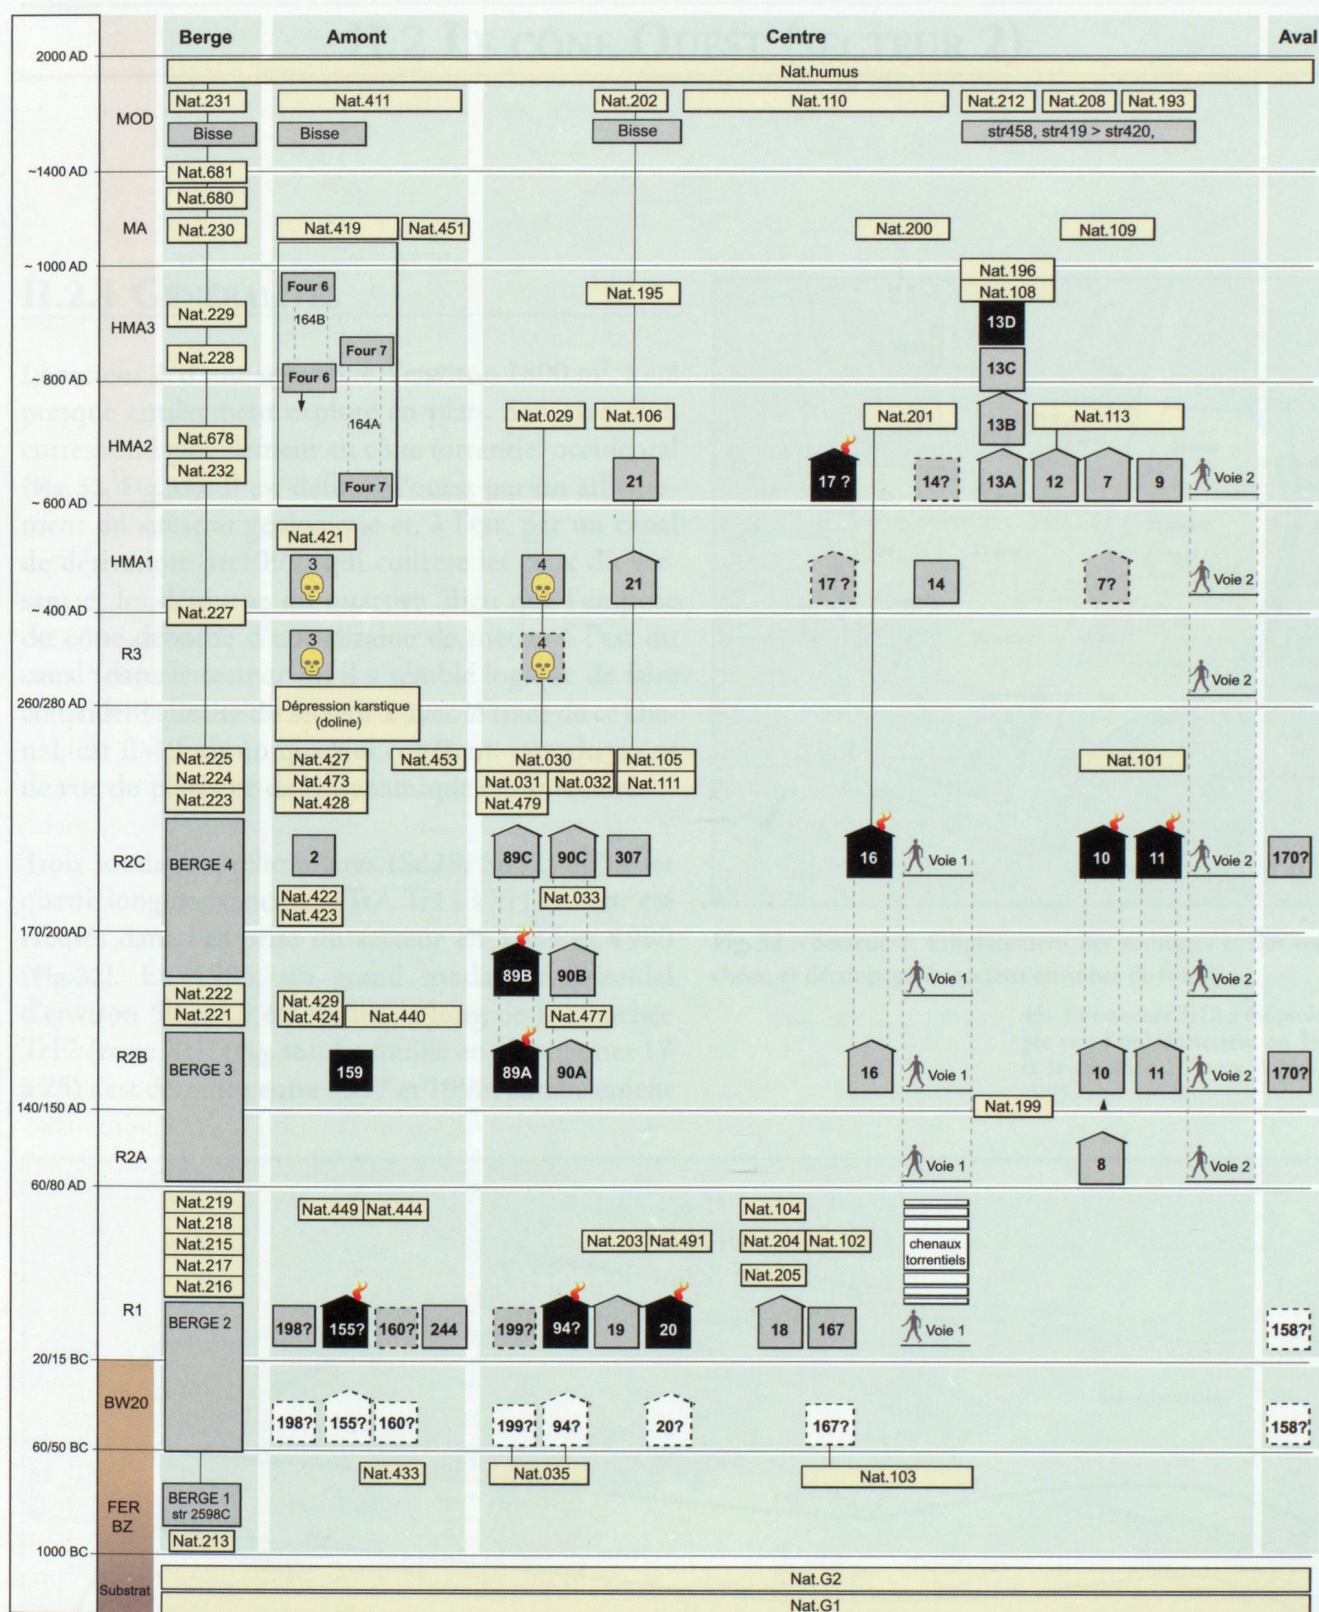 Berge Amont Centre Aval
2000 AD
Nat.humus
MOD
Nat.231 Nat.411 Nat.202 Nat.110 Nat.212 Nat.208 Nat.193
Bisse Bisse Bisse str458, str419 > str420,
~1400 AD
Nat.681
Nat.680
MA
Nat.230 Nat.419 Nat.451 Nat.200 Nat.109
~ 1000 AD
Nat.196
Four 6 Nat.195 Nat.108
HMA3
Nat.229 164B 13D
Nat.228 Four 7 13C
Four 6
~ 800 AD
Nat.029 Nat.106 Nat.201 13B Nat.113
HMA2
Nat.678 164A
Nat.232 Four 7 21 17 ? 14? 13A 12 7 9 Voie 2
~ 600 AD
Nat.421
HMA1
3 4 21 17 ? 14 7? Voie 2
~ 400 AD
Nat.227
R3
3 4 Voie 2
260/280 AD
Dépression karstique
(doline)
Nat.225 Nat.427 Nat.453 Nat.030 Nat.105 Nat.101
Nat.224 Nat.473 Nat.031 Nat.032 Nat.111
Nat.223 Nat.428 Nat.479
R2C
BERGE 4 2 89C 90C 307 16 Voie 1 10 11 Voie 2 170?
Nat.422 Nat.033
Nat.423
170/200AD
89B 90B Voie 1 Voie 2
Nat.222 Nat.429
Nat.221 Nat.424 Nat.440 Nat.477
R2B
BERGE 3 159 89A 90A 16 Voie 1 10 11 Voie 2 170?
140/150 AD
Nat.199
R2A
Voie 1 8 Voie 2
60/80 AD
Nat.219 Nat.449 Nat.444 Nat.104
Nat.218
Nat.215 Nat.203 Nat.491 Nat.204 Nat.102 chenaux
torrentiels
Nat.217 Nat.205
Nat.216
R1
BERGE 2 198? 155? 160? 244 199? 94? 19 20 18 167 Voie 1 158?
20/15 BC
BW20
198? 155? 160? 199? 94? 20? 167? 158?
60/50 BC
Nat.433 Nat.035 Nat.103
FER
BZ
BERGE 1
str 2598C
Nat.213
1000 BC
Substrat
Nat.G2
Nat.G1